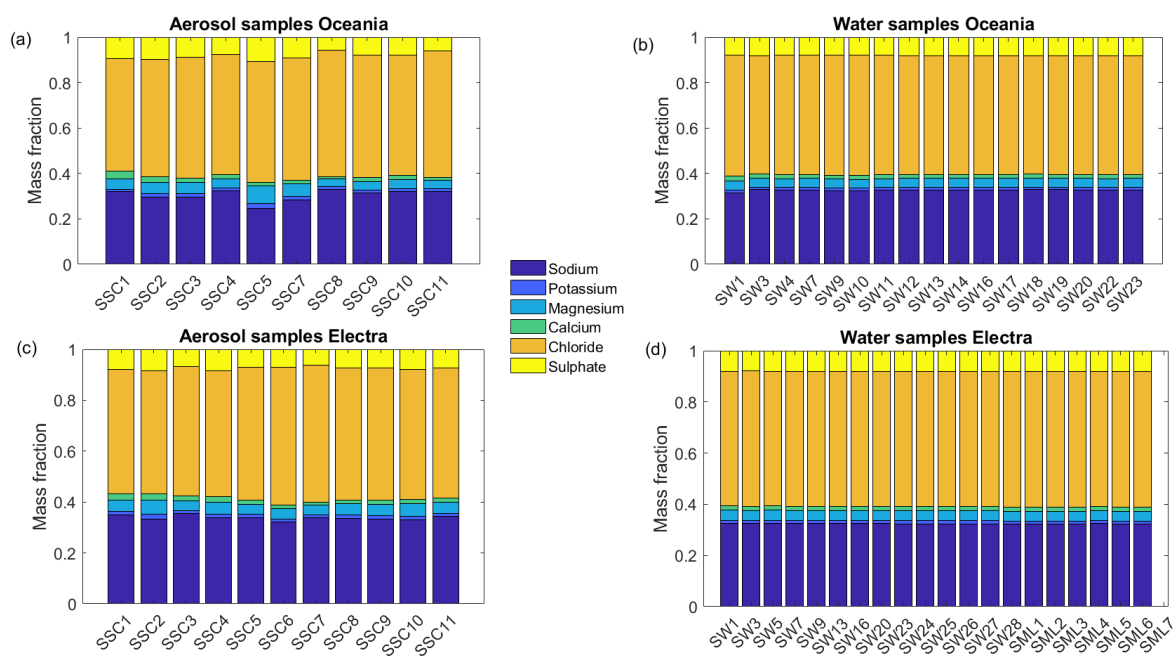 (a)
Aerosol samples Oceania
Mass fraction
1
0.8
0.6
0.4
0.2
0
SSC1 SSC2 SSC3 SSC4 SSC5 SSC7 SSC8 SSC9 SSC10 SSC11
(b)
Water samples Oceania
Mass fraction
1
0.8
0.6
0.4
0.2
0
SW1 SW3 SW4 SW7 SW9 SW10 SW11 SW12 SW13 SW14 SW16 SW17 SW18 SW19 SW20 SW22 SW23
Sodium
Potassium
Magnesium
Calcium
Chloride
Sulphate
(c)
Aerosol samples Electra
Mass fraction
1
0.8
0.6
0.4
0.2
0
SSC1 SSC2 SSC3 SSC4 SSC5 SSC6 SSC7 SSC8 SSC9 SSC10 SSC11
(d)
Water samples Electra
Mass fraction
1
0.8
0.6
0.4
0.2
0
SW1 SW3 SW5 SW7 SW9 SW13 SW16 SW20 SW23 SW24 SW25 SW26 SW27 SW28 SML1 SML2 SML3 SML4 SML5 SML6 SML7